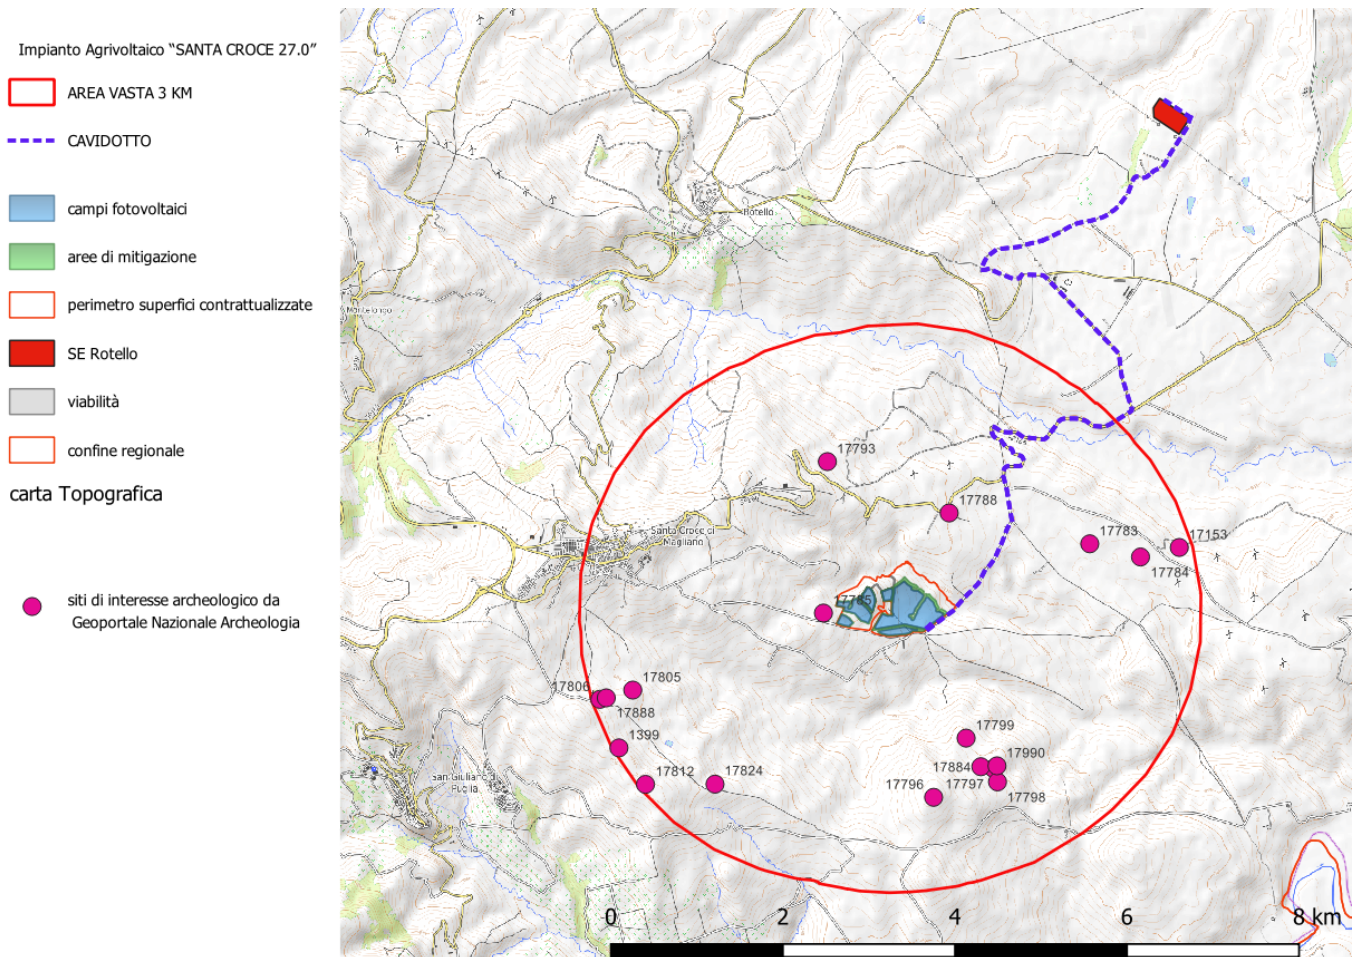 Impianto Agrivoltaico “SANTA CROCE 27.0”
AREA VASTA 3 KM
CAVIDOTTO
campi fotovoltaici
aree di mitigazione
perimetro superfici contrattualizzate
SE Rotello
viabilità
confine regionale
carta Topografica
siti di interesse archeologico da
Geoportale Nazionale Archeologia
Rotello
Montelongo
17793
17788
17783
17153
17784
Santa Croce di
Magliano
17785
17805
17806
17888
1399
17799
17990
17884
17812
17824
17796
17797
17798
San Giuliano di
Puglia
0 2 4 6 8 km